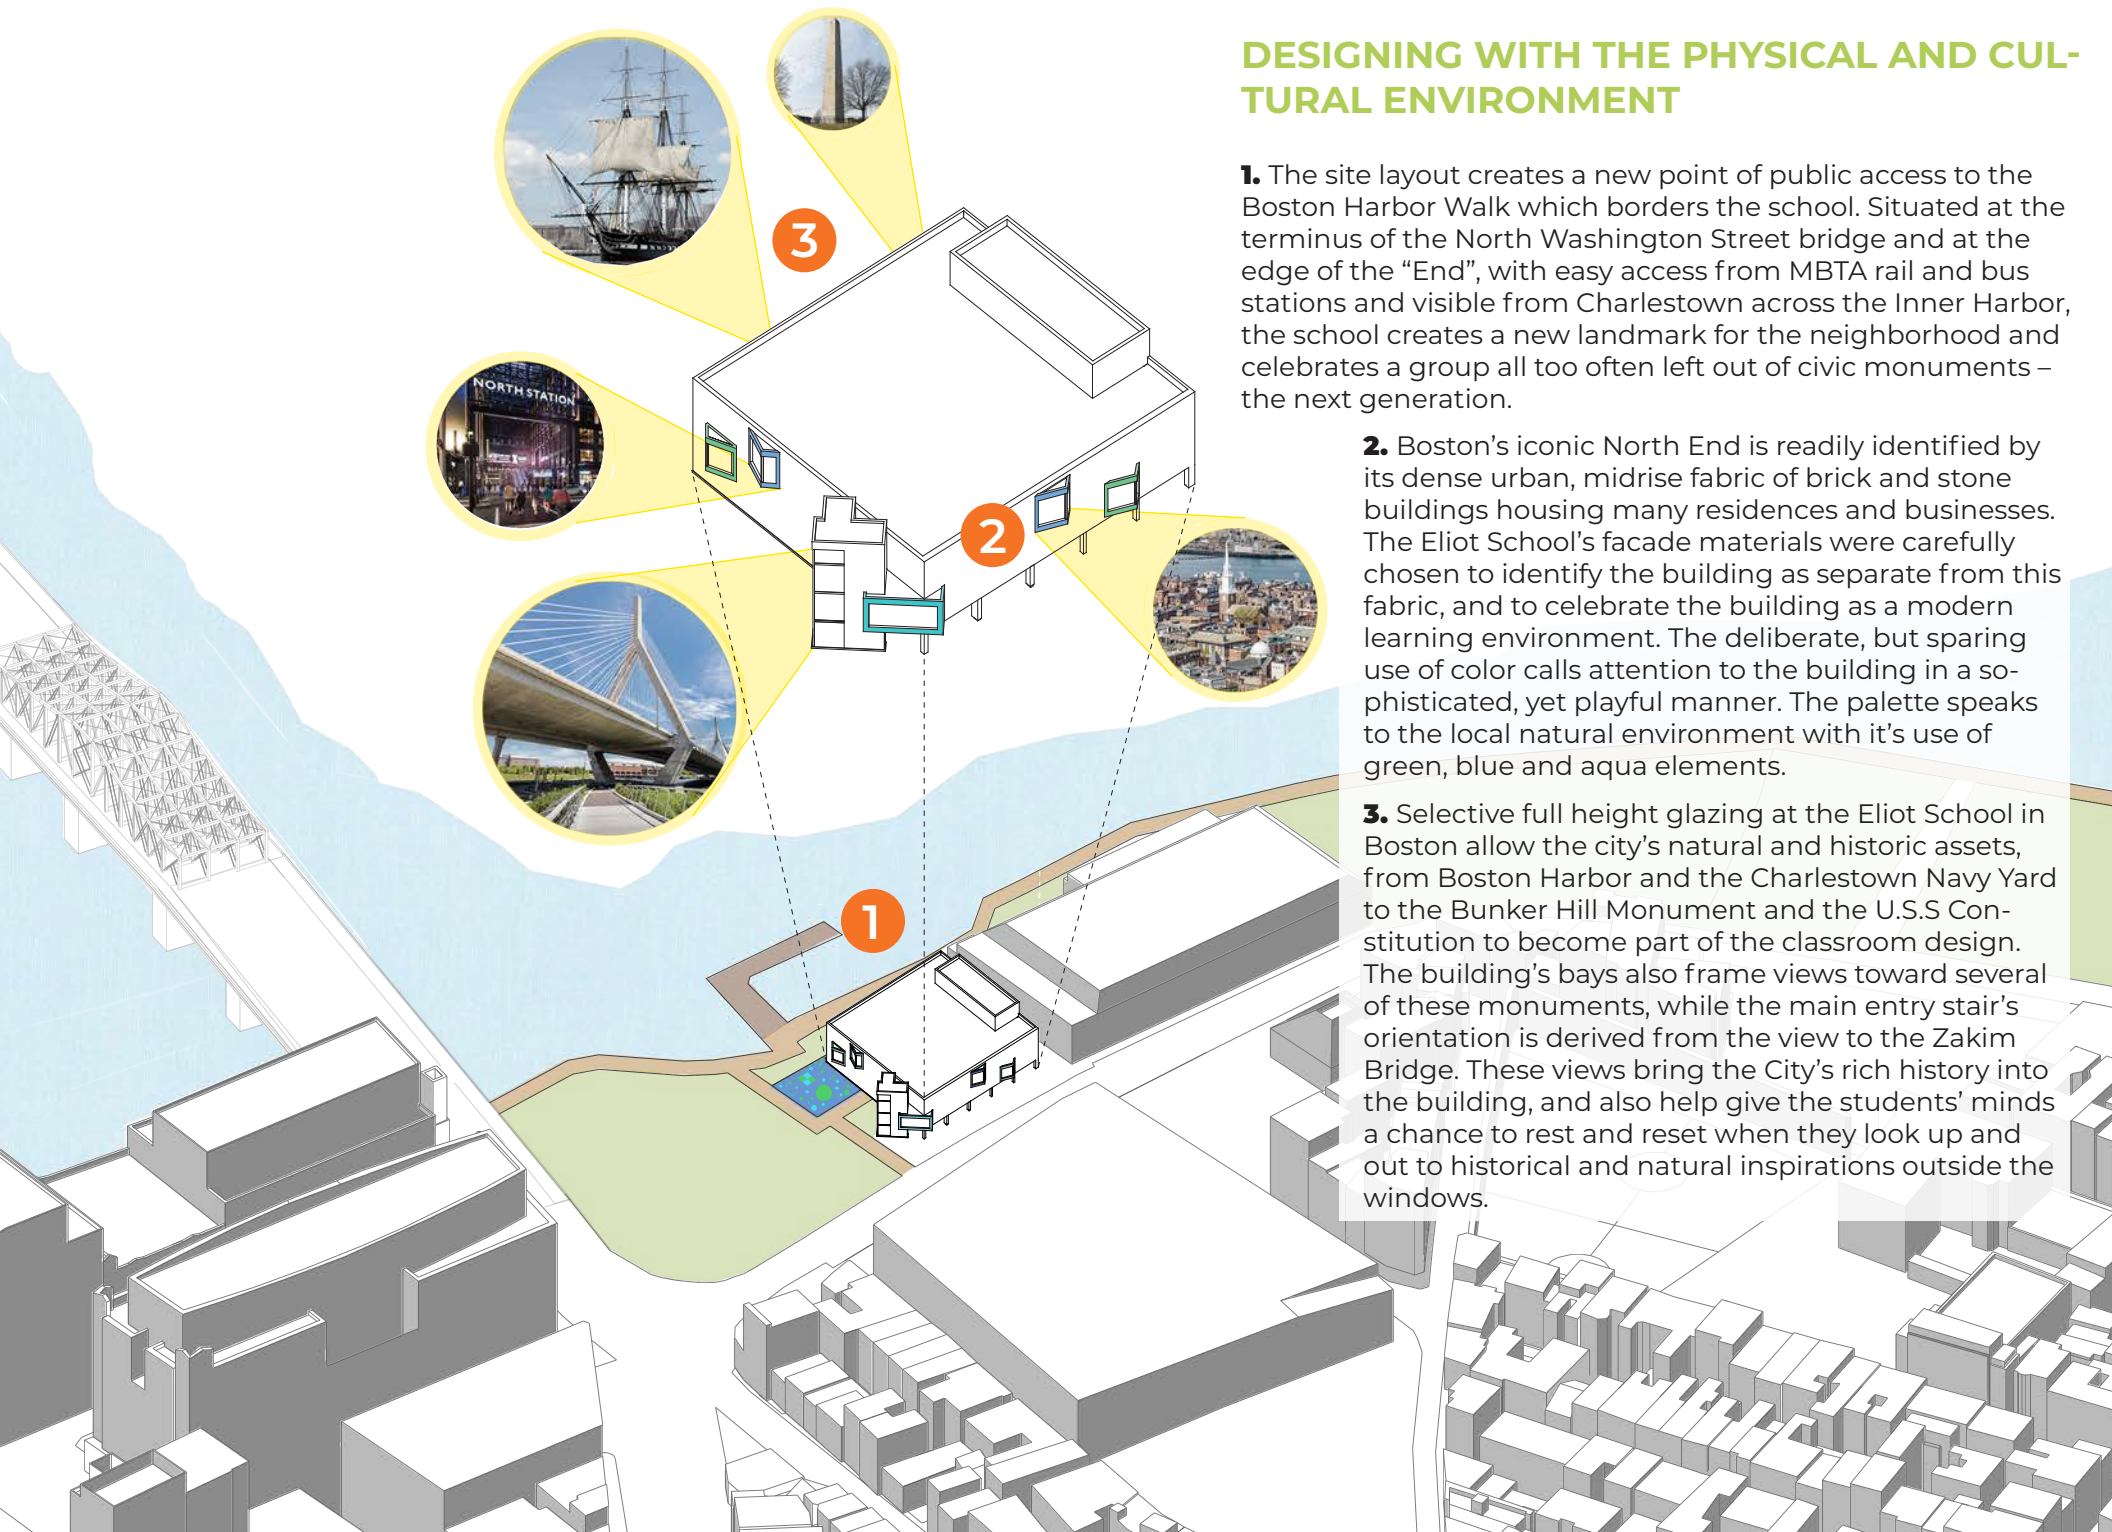 DESIGNING WITH THE PHYSICAL AND CUL-
TURAL ENVIRONMENT
1. The site layout creates a new point of public access to the
Boston Harbor Walk which borders the school. Situated at the
terminus of the North Washington Street bridge and at the
edge of the “End”, with easy access from MBTA rail and bus
stations and visible from Charlestown across the Inner Harbor,
the school creates a new landmark for the neighborhood and
celebrates a group all too often left out of civic monuments –
the next generation.
2. Boston’s iconic North End is readily identified by
its dense urban, midrise fabric of brick and stone
buildings housing many residences and businesses.
The Eliot School’s facade materials were carefully
chosen to identify the building as separate from this
fabric, and to celebrate the building as a modern
learning environment. The deliberate, but sparing
use of color calls attention to the building in a so-
phisticated, yet playful manner. The palette speaks
to the local natural environment with it’s use of
green, blue and aqua elements.
3. Selective full height glazing at the Eliot School in
Boston allow the city’s natural and historic assets,
from Boston Harbor and the Charlestown Navy Yard
to the Bunker Hill Monument and the U.S.S Con-
stitution to become part of the classroom design.
The building’s bays also frame views toward several
of these monuments, while the main entry stair’s
orientation is derived from the view to the Zakim
Bridge. These views bring the City’s rich history into
the building, and also help give the students’ minds
a chance to rest and reset when they look up and
out to historical and natural inspirations outside the
windows.
3
NORTH STATION
2
1